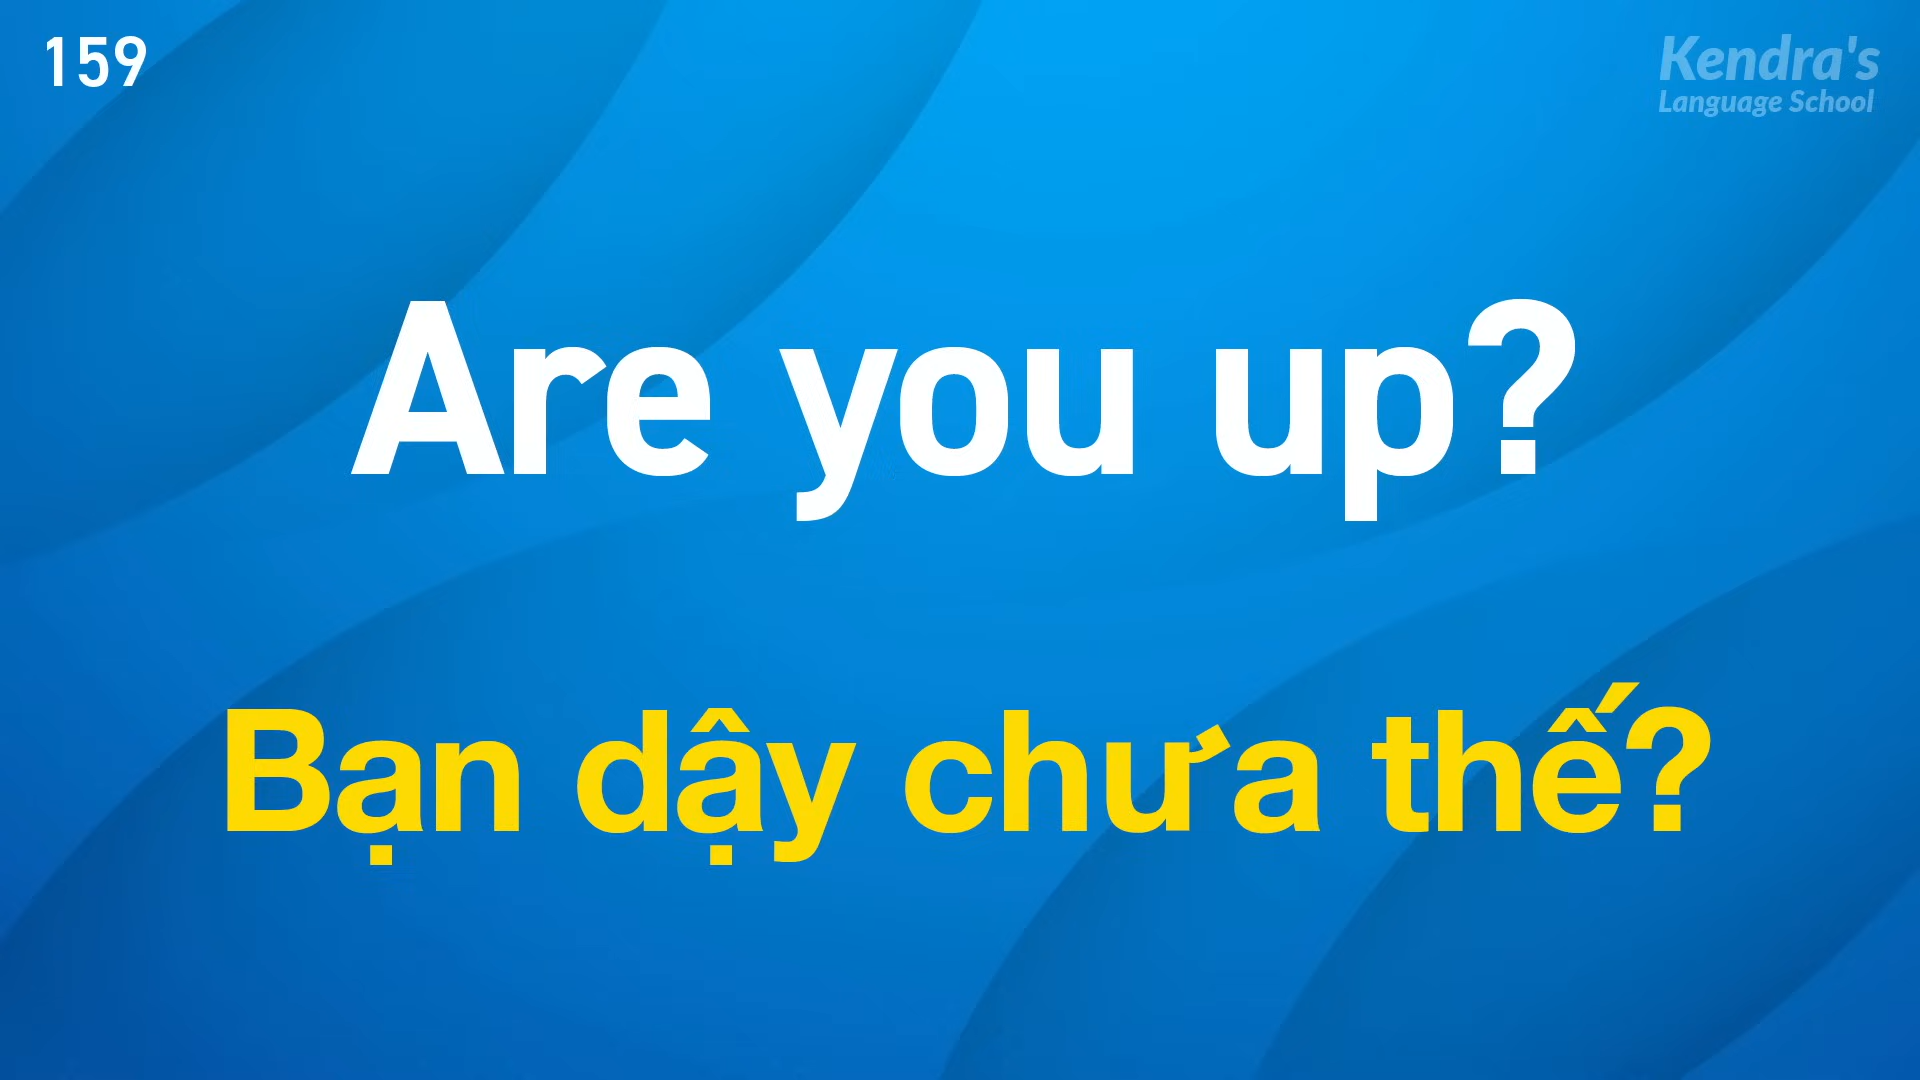 159
Kendra's
Language School
Are you up?
Bạn dậy chưa thế?